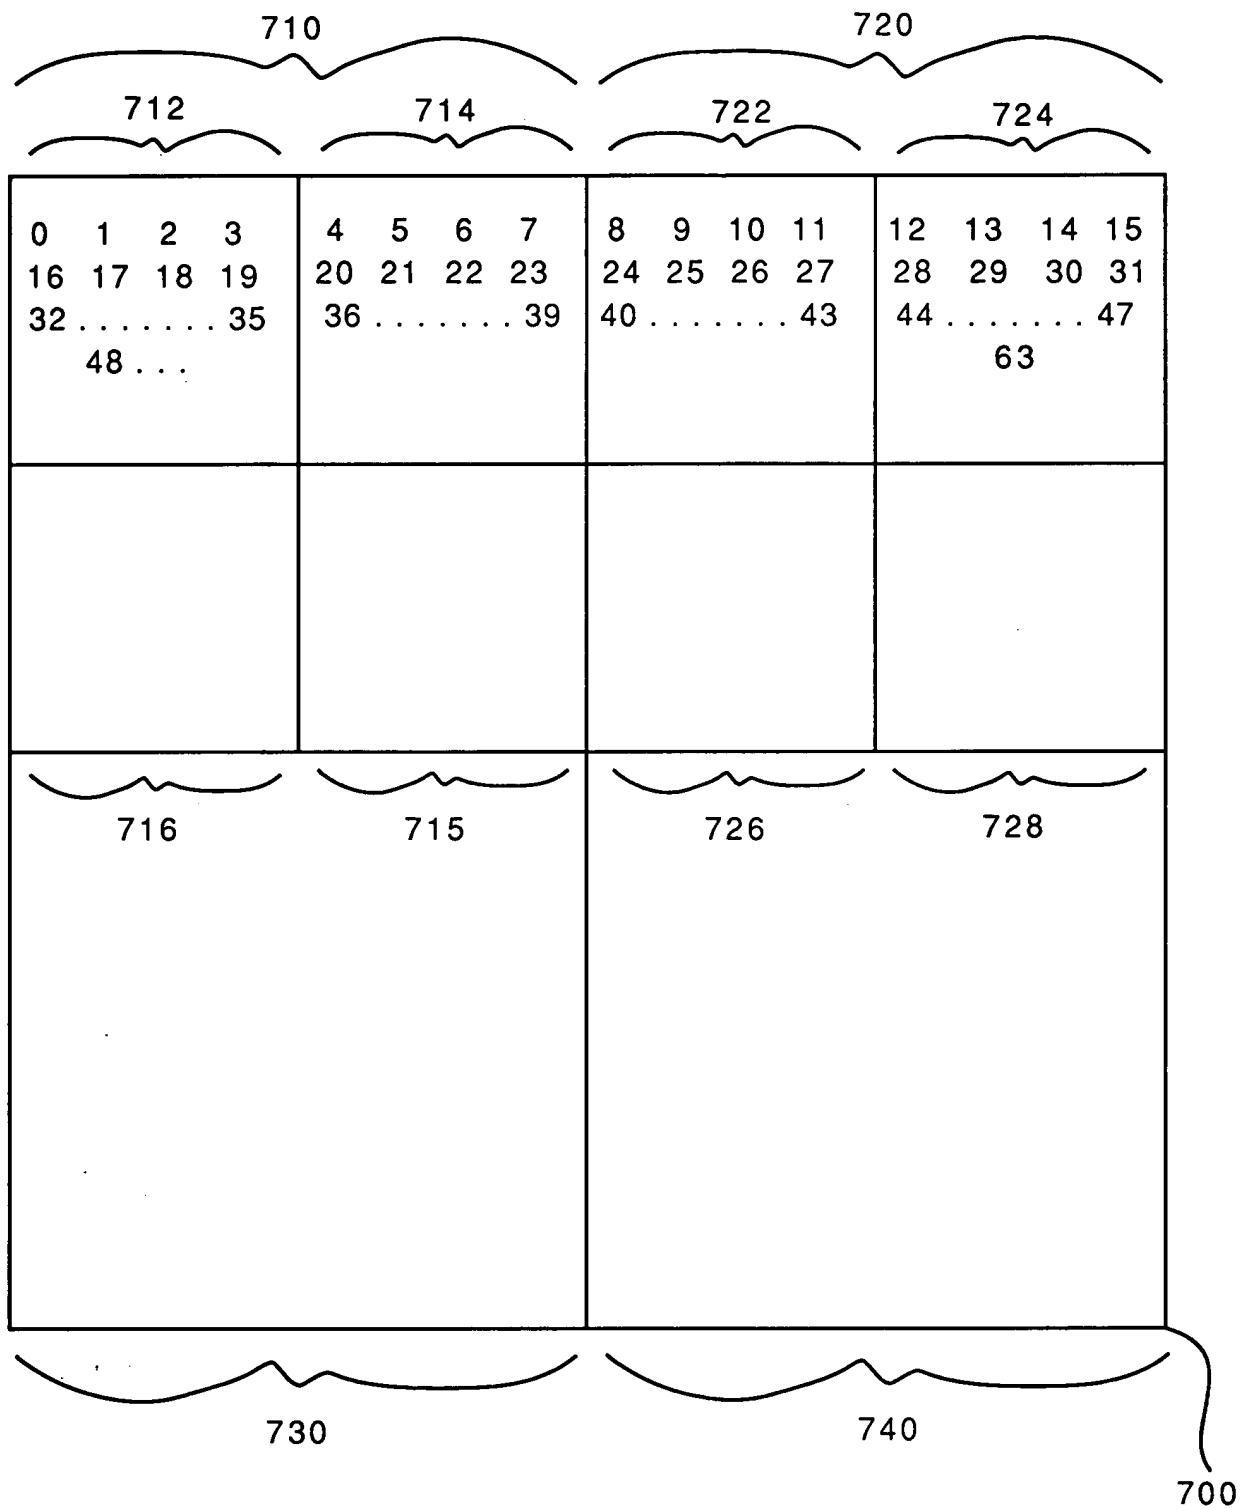 710 720
712 714 722 724
0 1 2 3 4 5 6 7 8 9 10 11 12 13 14 15
16 17 18 19 20 21 22 23 24 25 26 27 28 29 30 31
32 . . . . . . . 35 36 . . . . . . . 39 40 . . . . . . . 43 44 . . . . . . . 47
48 . . . 63
716 715 726 728
730 740
700